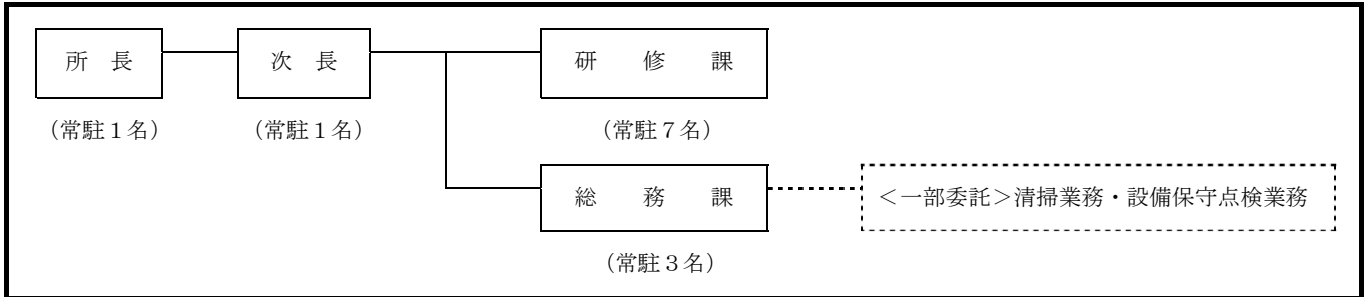 所　長
次　長
研　修　課
（常駐１名）
（常駐１名）
（常駐７名）
総　務　課
＜一部委託＞清掃業務・設備保守点検業務
（常駐３名）